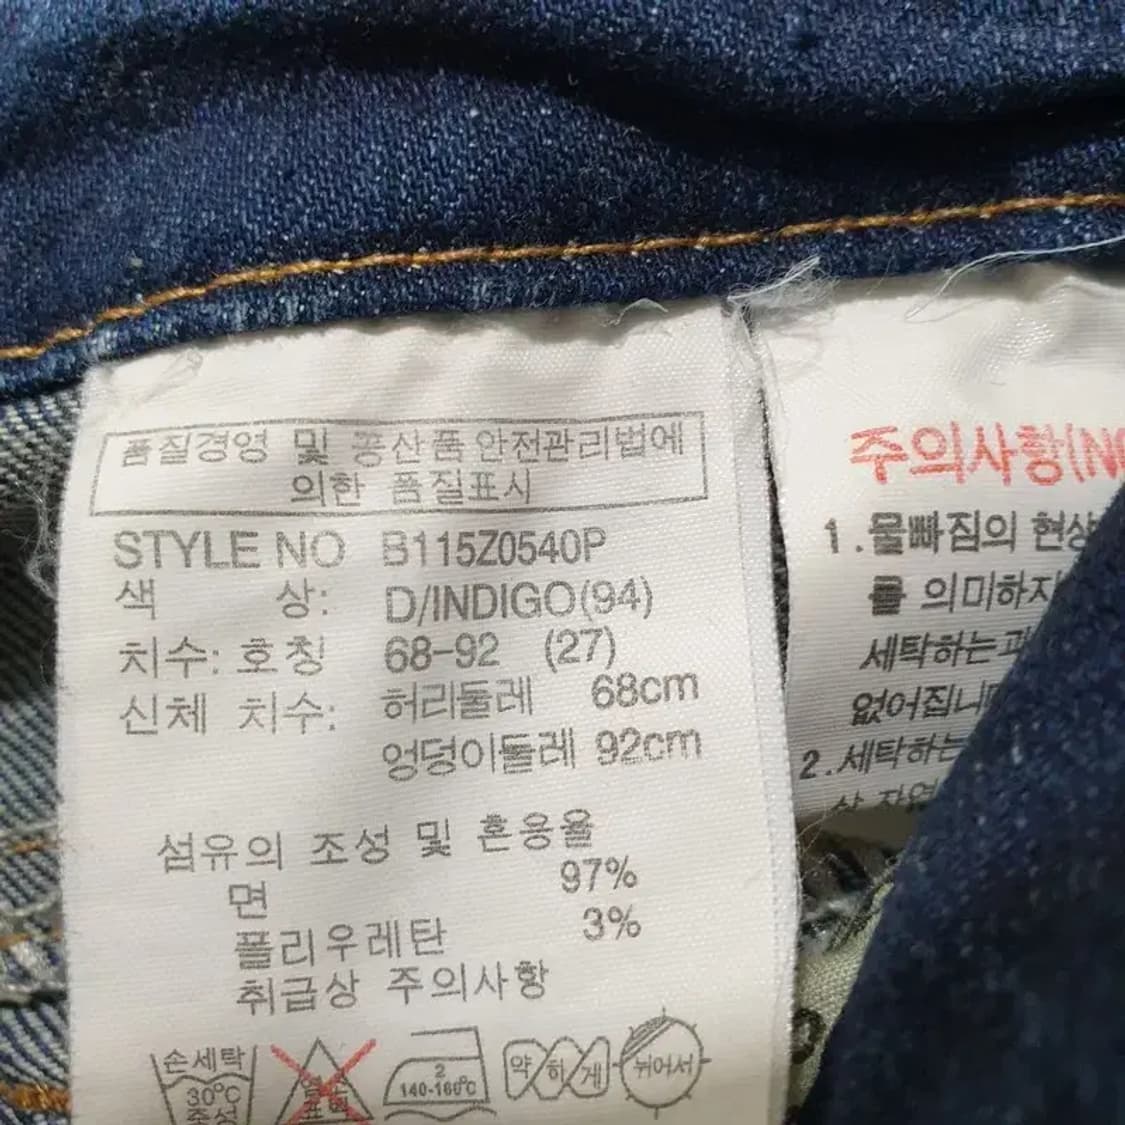 품질경영 및 공산품안전관리법에
의한 품질표시
STYLE NO B115Z0540P
색 상: D/INDIGO(94)
치수: 호칭 68-92 (27)
신체 치수: 허리둘레 68cm
엉덩이둘레 92cm
섬유의 조성 및 혼용율
면 97%
폴리우레탄 3%
취급상 주의사항
손세탁
30°C
중성
2
140-160°C
약하게
뉘어서
주의사항(NO
1.물빠짐의 현상
를 의미하지
세탁하는과
없어집니다
2.세탁하는